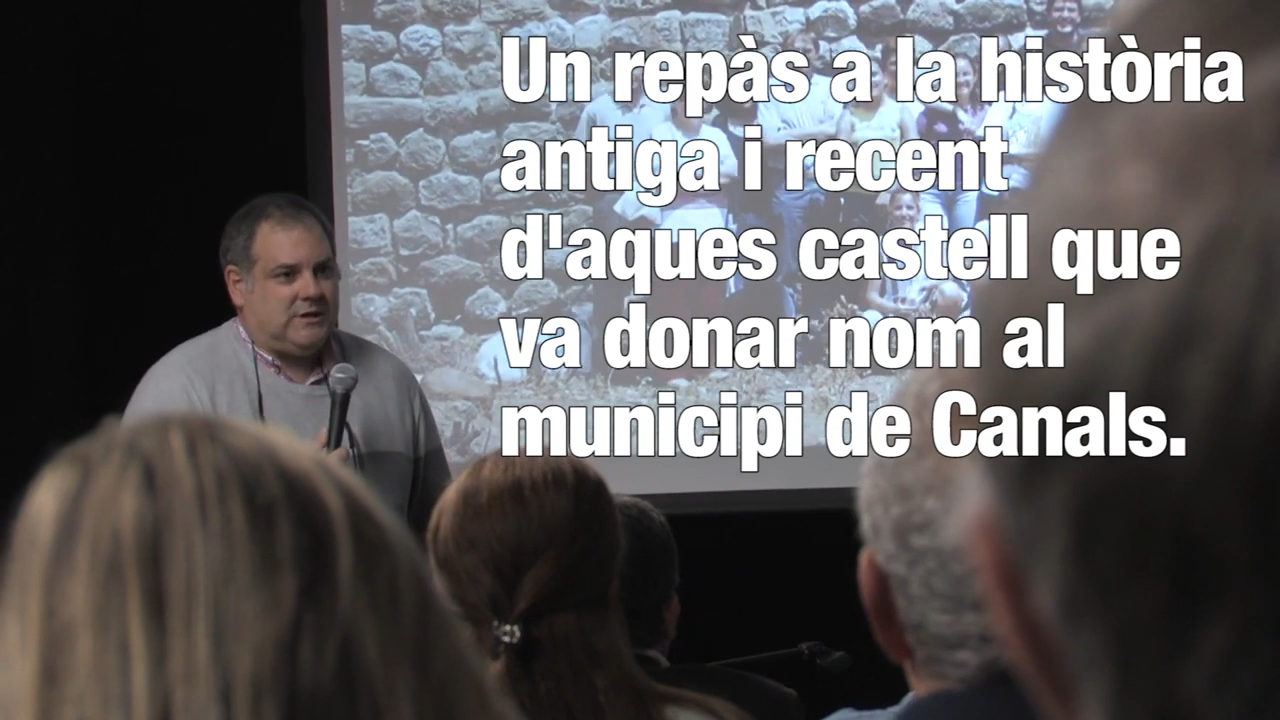 Un repàs a la història
antiga i recent
d'aques castell que
va donar nom al
municipi de Canals.